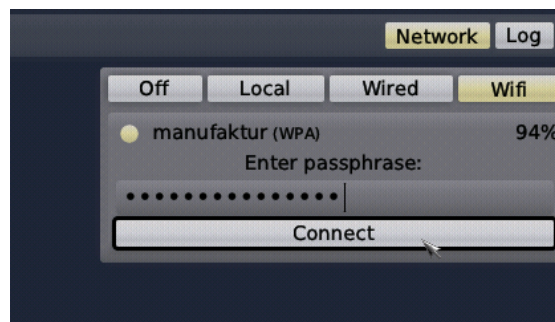 Network Log
Off Local Wired Wifi
manufaktur (WPA) 94%
Enter passphrase:
•••••••••••••••
Connect